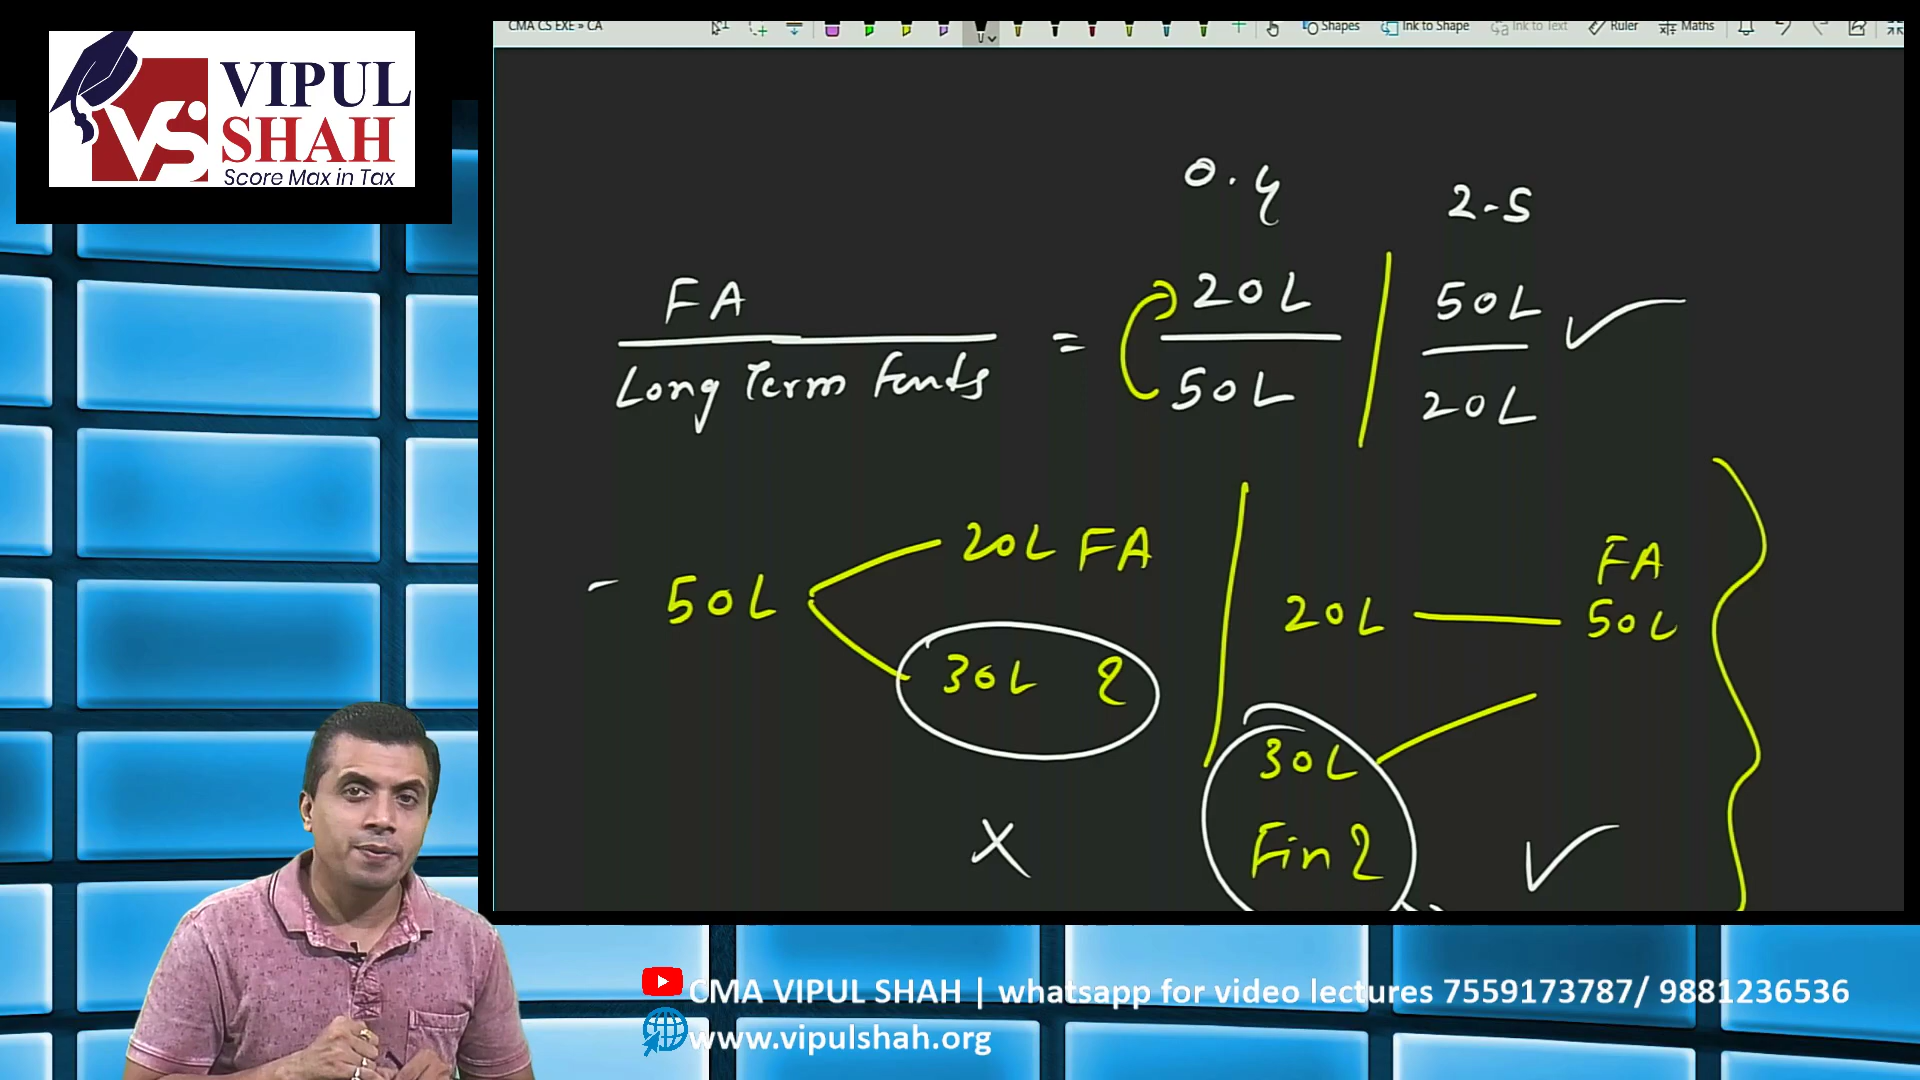 CMA CS EXE » CA
Shapes
Ink to Shape
Ink to Text
Ruler
Maths
VIPUL
SHAH
Score Max in Tax
VS
0.4
2.5
FA
Long Term Funds
=
20L
50L
50L
20L
50L
20L FA
30L ?
X
20L
FA
50L
30L
Fin ?
CMA VIPUL SHAH | whatsapp for video lectures 7559173787/ 9881236536
www.vipulshah.org